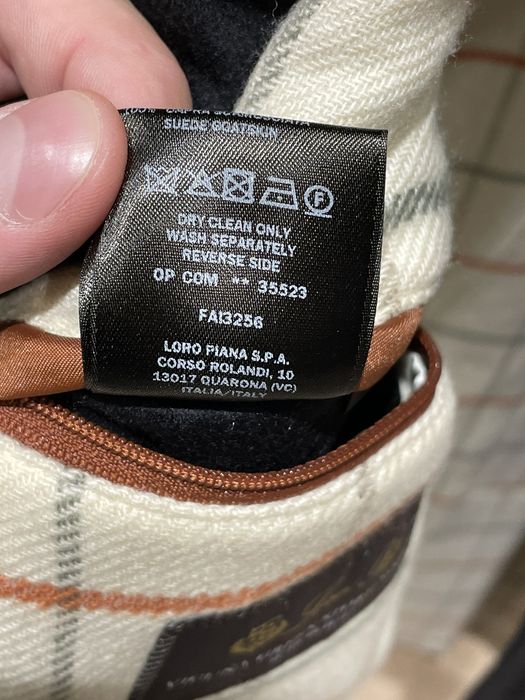 SUEDE GOATSKIN
F
DRY CLEAN ONLY
WASH SEPARATELY
REVERSE SIDE
OP COM ** 35523
FAI3256
LORO PIANA S.P.A.
CORSO ROLANDI, 10
13017 QUARONA (VC)
ITALIA/ITALY